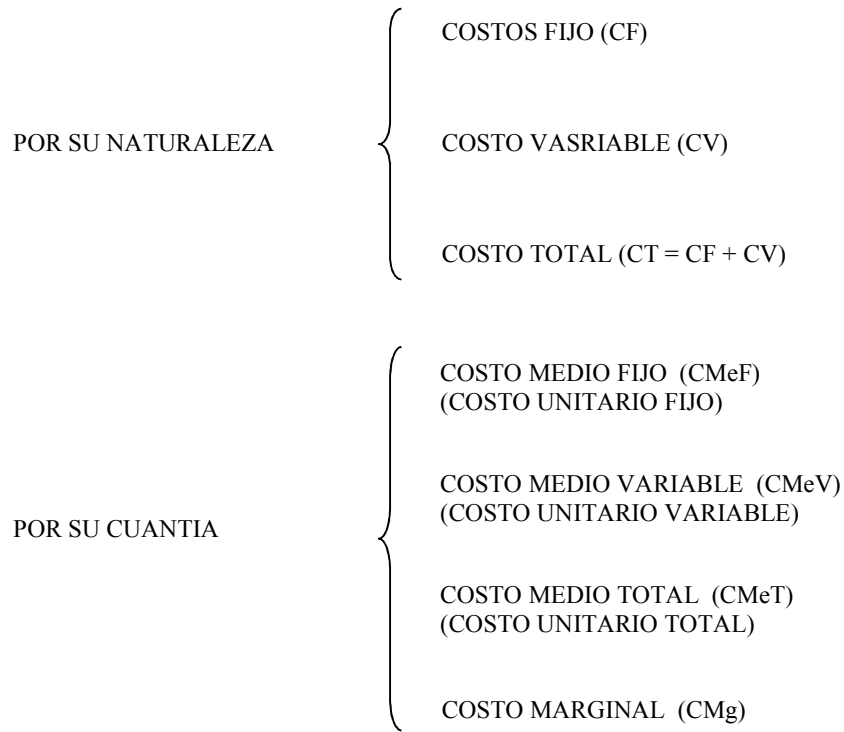 COSTOS FIJO (CF)
POR SU NATURALEZA
COSTO VASRIABLE (CV)
COSTO TOTAL (CT = CF + CV)
COSTO MEDIO FIJO (CMeF)
(COSTO UNITARIO FIJO)
COSTO MEDIO VARIABLE (CMeV)
(COSTO UNITARIO VARIABLE)
POR SU CUANTIA
COSTO MEDIO TOTAL (CMeT)
(COSTO UNITARIO TOTAL)
COSTO MARGINAL (CMg)